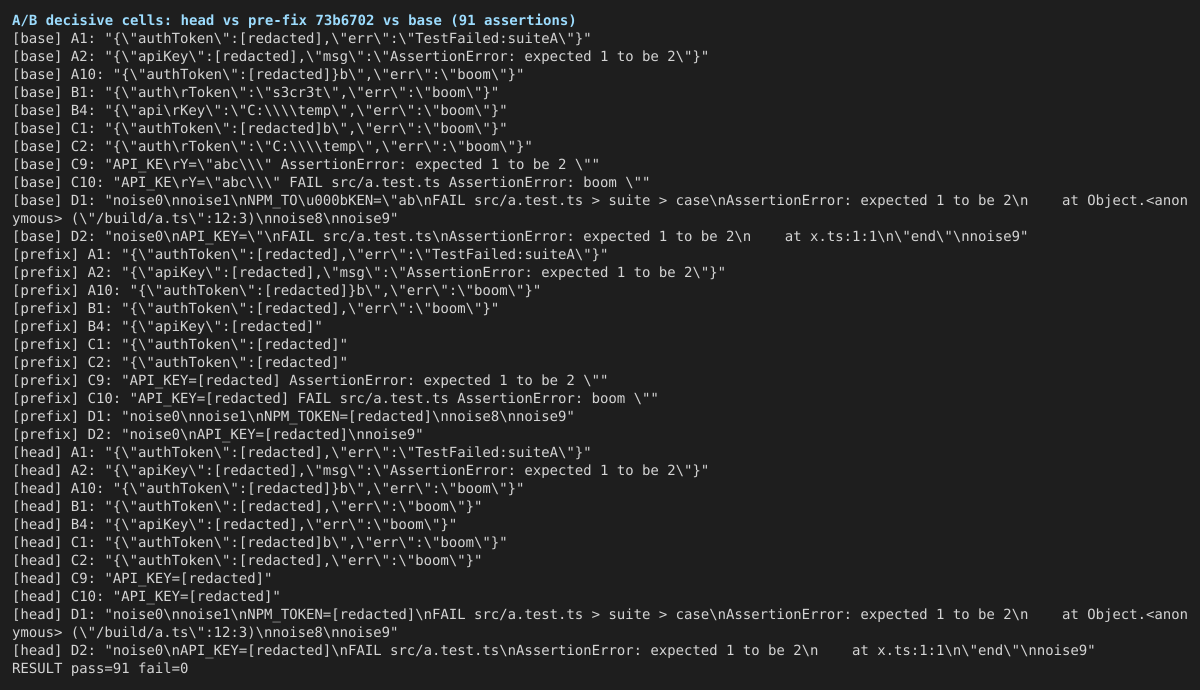 A/B decisive cells: head vs pre-fix 73b6702 vs base (91 assertions)
[base] A1: "{\"authToken\":[redacted],\"err\":\"TestFailed:suiteA\"}"
[base] A2: "{\"apiKey\":[redacted],\"msg\":\"AssertionError: expected 1 to be 2\"}"
[base] A10: "{\"authToken\":[redacted]}b\",\"err\":\"boom\"}"
[base] B1: "{\"auth\rToken\":\"s3cr3t\",\"err\":\"boom\"}"
[base] B4: "{\"api\rKey\":\"C:\\\\temp\",\"err\":\"boom\"}"
[base] C1: "{\"authToken\":[redacted]b\",\"err\":\"boom\"}"
[base] C2: "{\"auth\rToken\":\"C:\\\\temp\",\"err\":\"boom\"}"
[base] C9: "API_KE\rY=\"abc\\\" AssertionError: expected 1 to be 2 \""
[base] C10: "API_KE\rY=\"abc\\\" FAIL src/a.test.ts AssertionError: boom \""
[base] D1: "noise0\nnoise1\nNPM_TO\u000bKEN=\"ab\nFAIL src/a.test.ts > suite > case\nAssertionError: expected 1 to be 2\n    at Object.<anon
ymous> (\"/build/a.ts\":12:3)\nnoise8\nnoise9"
[base] D2: "noise0\nAPI_KEY=\"\nFAIL src/a.test.ts\nAssertionError: expected 1 to be 2\n    at x.ts:1:1\n\"end\"\nnoise9"
[prefix] A1: "{\"authToken\":[redacted],\"err\":\"TestFailed:suiteA\"}"
[prefix] A2: "{\"apiKey\":[redacted],\"msg\":\"AssertionError: expected 1 to be 2\"}"
[prefix] A10: "{\"authToken\":[redacted]}b\",\"err\":\"boom\"}"
[prefix] B1: "{\"authToken\":[redacted],\"err\":\"boom\"}"
[prefix] B4: "{\"apiKey\":[redacted]"
[prefix] C1: "{\"authToken\":[redacted]"
[prefix] C2: "{\"authToken\":[redacted]"
[prefix] C9: "API_KEY=[redacted] AssertionError: expected 1 to be 2 \""
[prefix] C10: "API_KEY=[redacted] FAIL src/a.test.ts AssertionError: boom \""
[prefix] D1: "noise0\nnoise1\nNPM_TOKEN=[redacted]\nnoise8\nnoise9"
[prefix] D2: "noise0\nAPI_KEY=[redacted]\nnoise9"
[head] A1: "{\"authToken\":[redacted],\"err\":\"TestFailed:suiteA\"}"
[head] A2: "{\"apiKey\":[redacted],\"msg\":\"AssertionError: expected 1 to be 2\"}"
[head] A10: "{\"authToken\":[redacted]}b\",\"err\":\"boom\"}"
[head] B1: "{\"authToken\":[redacted],\"err\":\"boom\"}"
[head] B4: "{\"apiKey\":[redacted],\"err\":\"boom\"}"
[head] C1: "{\"authToken\":[redacted]b\",\"err\":\"boom\"}"
[head] C2: "{\"authToken\":[redacted],\"err\":\"boom\"}"
[head] C9: "API_KEY=[redacted]"
[head] C10: "API_KEY=[redacted]"
[head] D1: "noise0\nnoise1\nNPM_TOKEN=[redacted]\nFAIL src/a.test.ts > suite > case\nAssertionError: expected 1 to be 2\n    at Object.<anon
ymous> (\"/build/a.ts\":12:3)\nnoise8\nnoise9"
[head] D2: "noise0\nAPI_KEY=[redacted]\nFAIL src/a.test.ts\nAssertionError: expected 1 to be 2\n    at x.ts:1:1\n\"end\"\nnoise9"
RESULT pass=91 fail=0